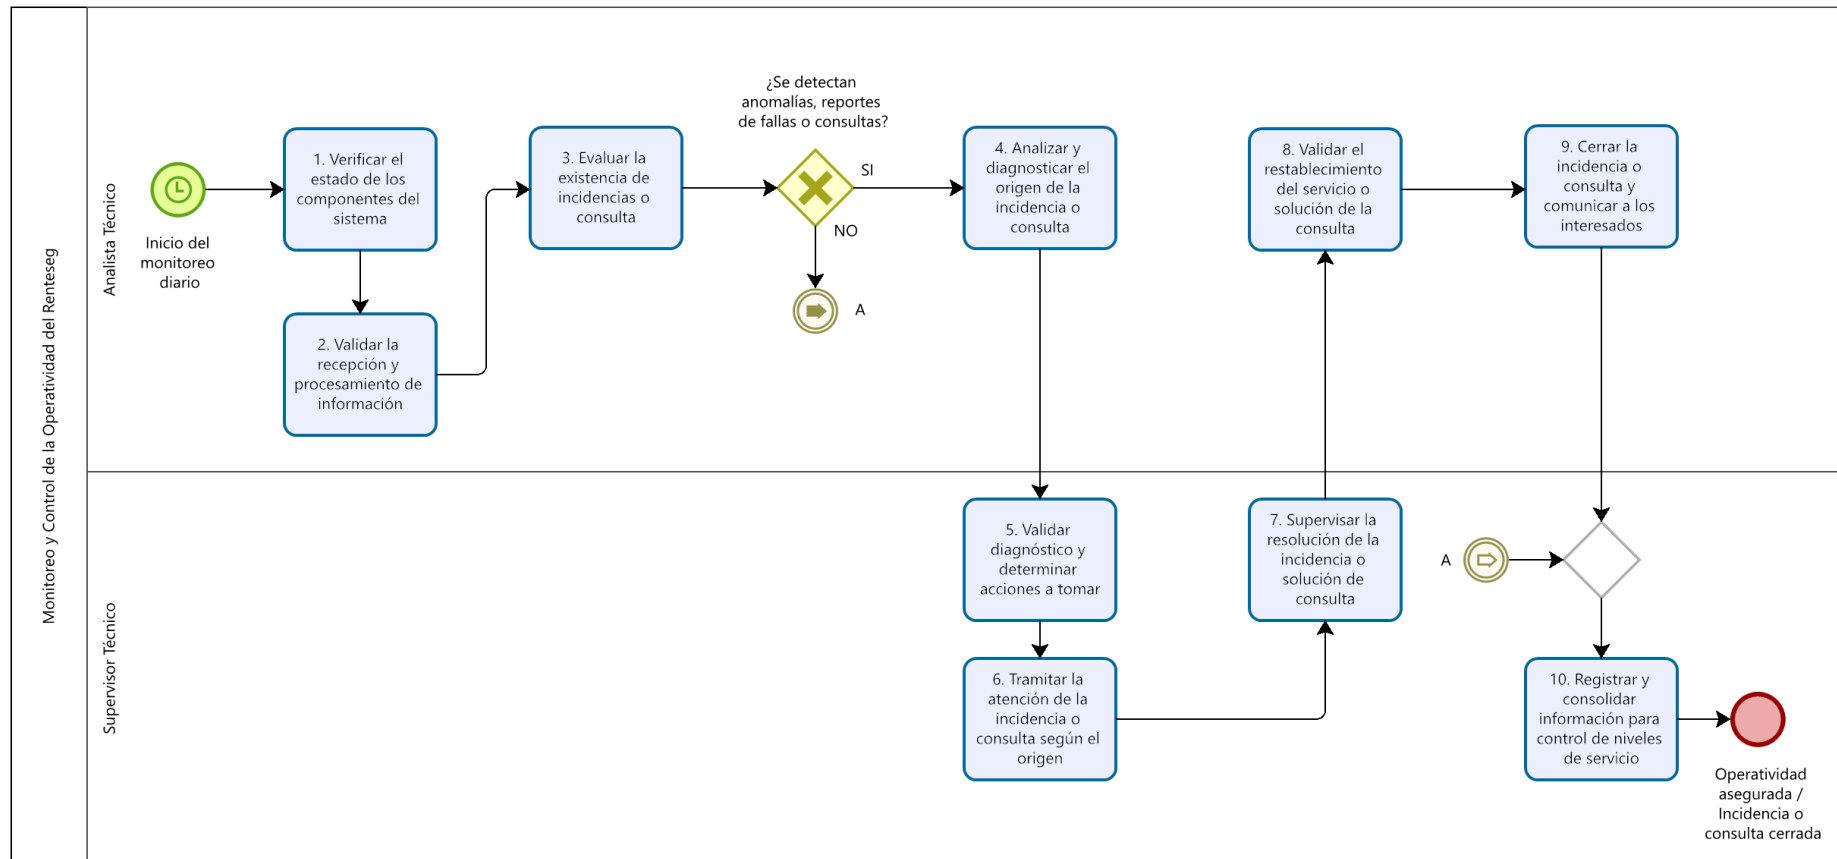 Monitoreo y Control de la Operatividad del Renteseg
Analista Técnico
Inicio del
monitoreo
diario
1. Verificar el
estado de los
componentes del
sistema
2. Validar la
recepción y
procesamiento de
información
3. Evaluar la
existencia de
incidencias o
consulta
¿Se detectan
anomalías, reportes
de fallas o consultas?
SI
NO
A
4. Analizar y
diagnosticar el
origen de la
incidencia o
consulta
8. Validar el
restablecimiento
del servicio o
solución de la
consulta
9. Cerrar la
incidencia o
consulta y
comunicar a los
interesados
Supervisor Técnico
5. Validar
diagnóstico y
determinar
acciones a tomar
6. Tramitar la
atención de la
incidencia o
consulta según el
origen
7. Supervisar la
resolución de la
incidencia o
solución de
consulta
A
10. Registrar y
consolidar
información para
control de niveles
de servicio
Operatividad
asegurada /
Incidencia o
consulta cerrada